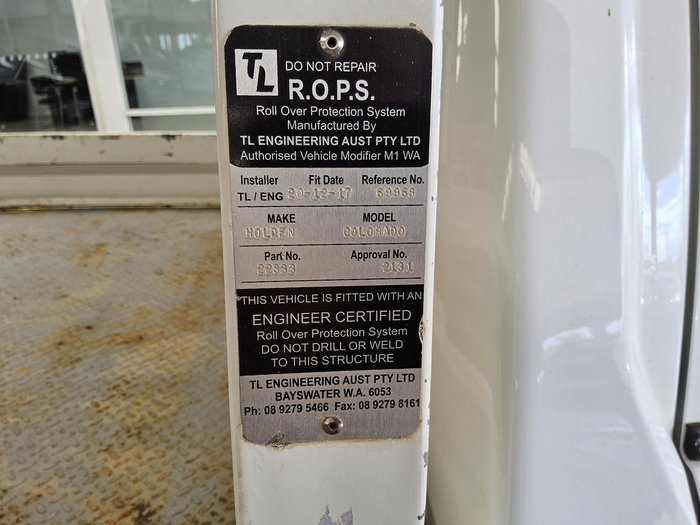 TL
DO NOT REPAIR
R.O.P.S.
Roll Over Protection System
Manufactured By
TL ENGINEERING AUST PTY LTD
Authorised Vehicle Modifier M1 WA
Installer Fit Date Reference No.
TL / ENG 20-12-17 69968
MAKE MODEL
HOLDEN COLORADO
Part No. Approval No.
22833 2131
THIS VEHICLE IS FITTED WITH AN
ENGINEER CERTIFIED
Roll Over Protection System
DO NOT DRILL OR WELD
TO THIS STRUCTURE
TL ENGINEERING AUST PTY LTD
BAYSWATER W.A. 6053
Ph: 08 9279 5466 Fax: 08 9279 8161